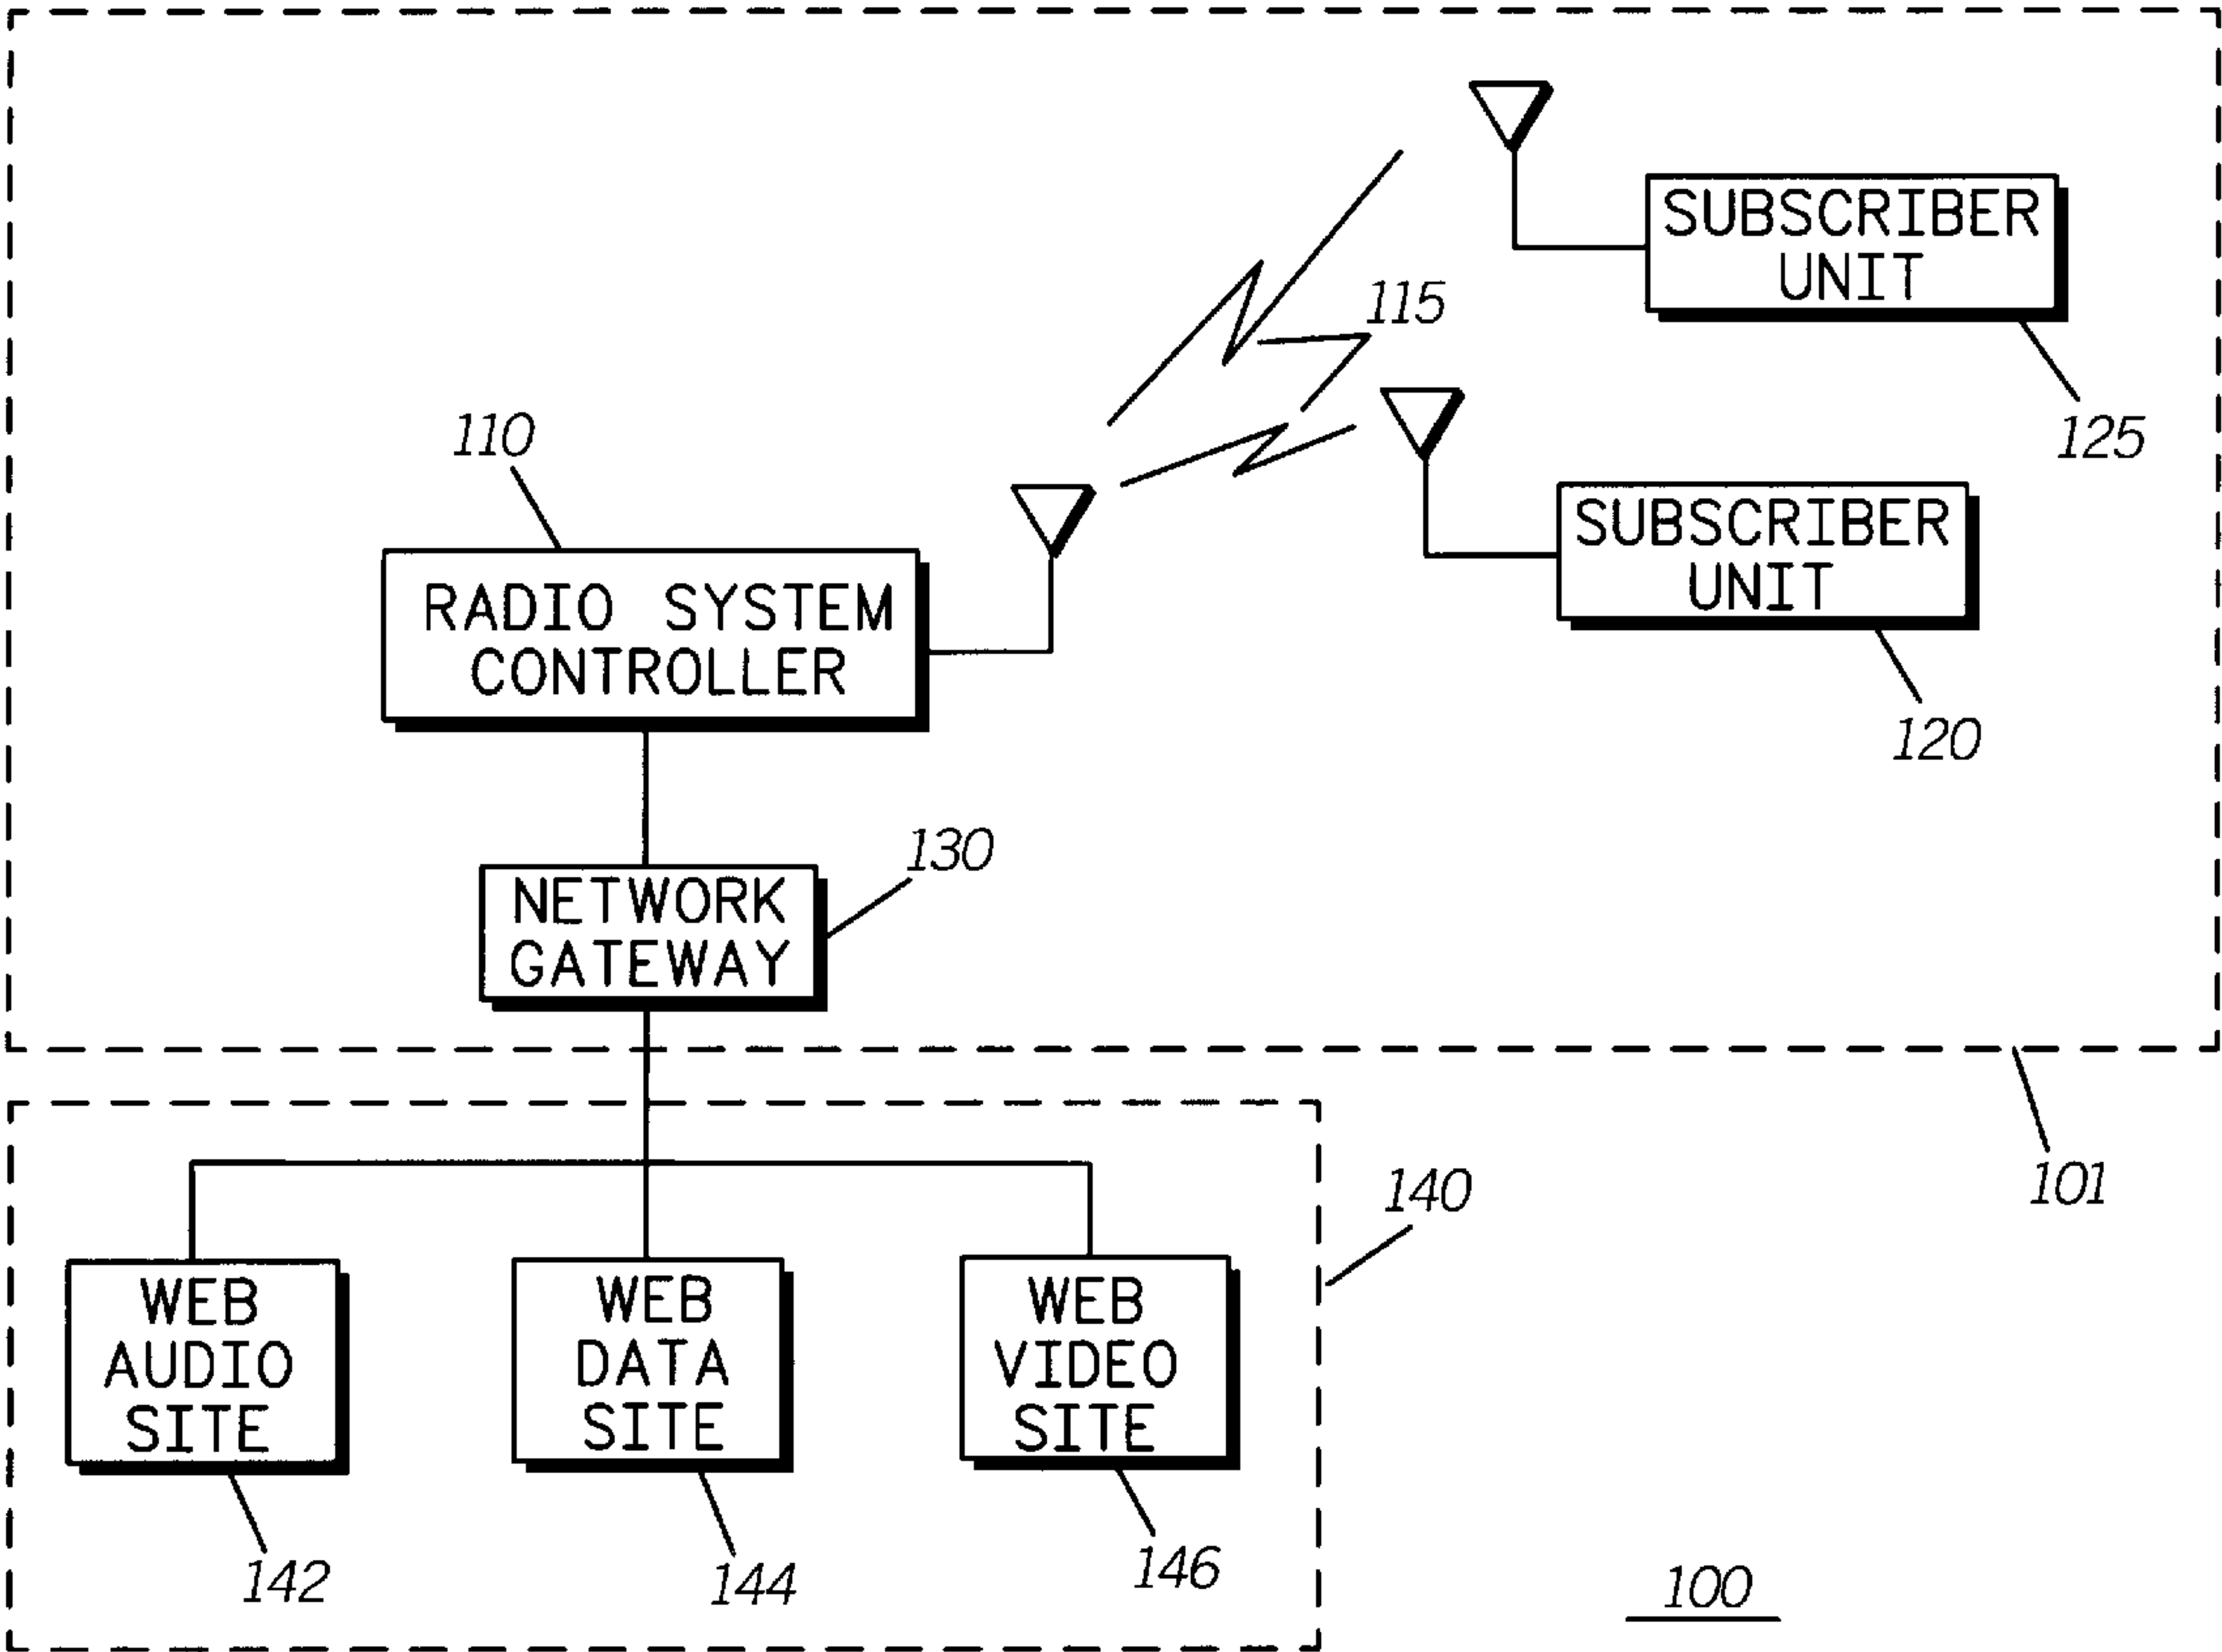 SUBSCRIBER
UNIT
115
125
110
SUBSCRIBER
UNIT
RADIO SYSTEM
CONTROLLER
120
130
NETWORK
GATEWAY
101
140
WEB
AUDIO
SITE
WEB
DATA
SITE
WEB
VIDEO
SITE
142
144
146
100